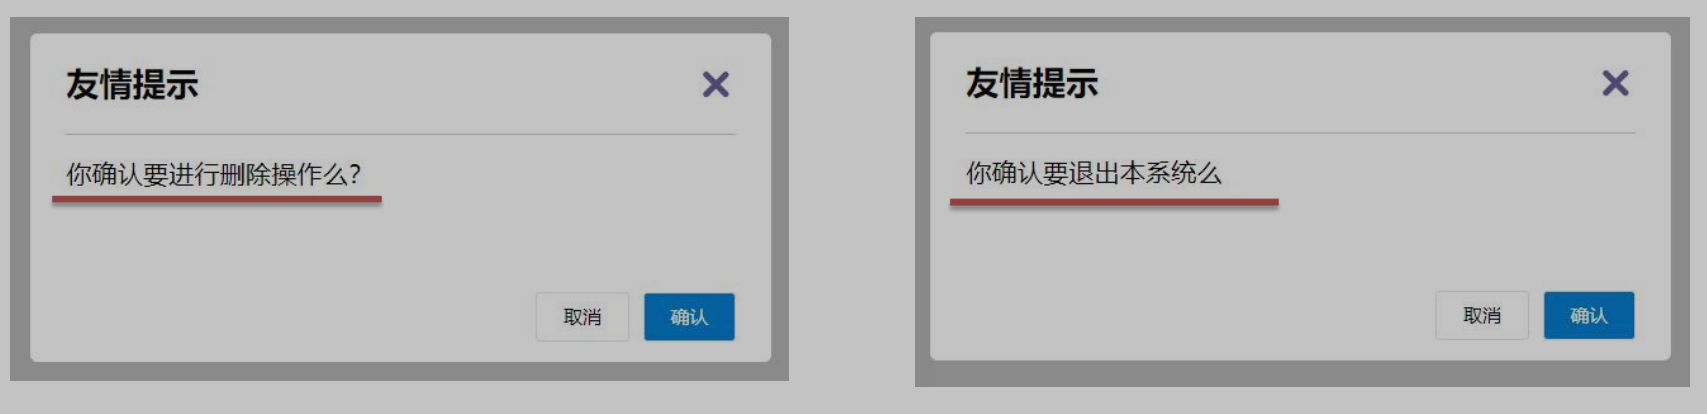 友情提示
你确认要进行删除操作么？
取消
确认
友情提示
你确认要退出本系统么
取消
确认